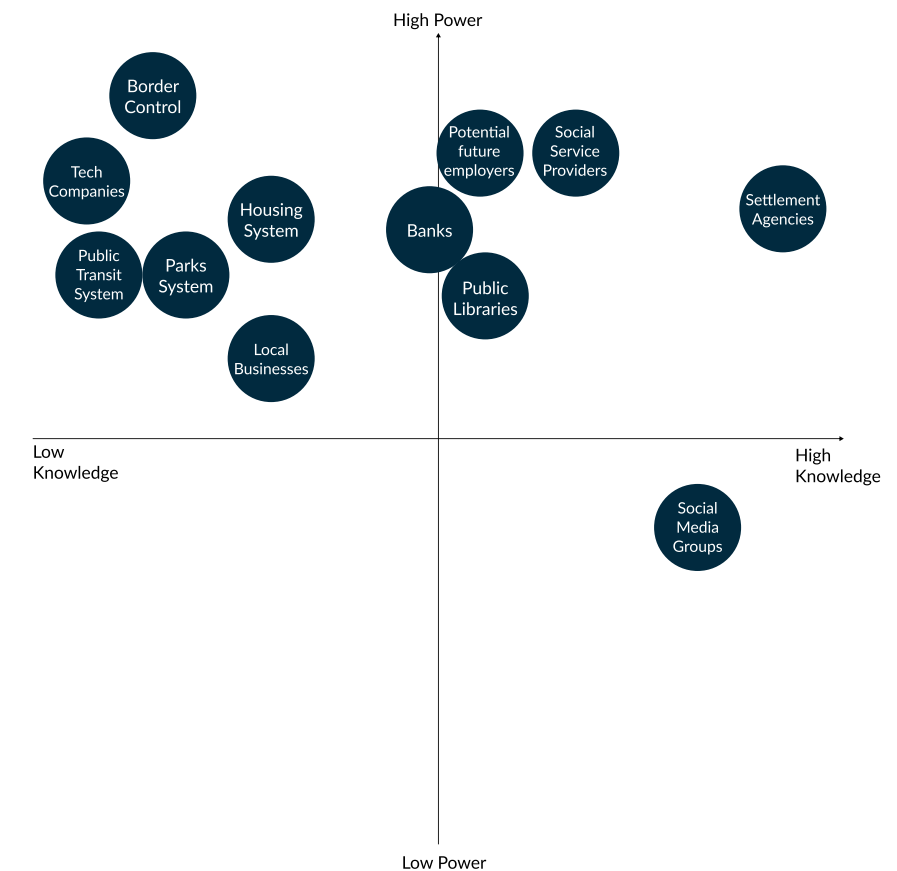 High Power
Border
Control
Tech
Companies
Potential
future
employers
Social
Service
Providers
Housing
System
Banks
Settlement
Agencies
Public
Transit
System
Parks
System
Public
Libraries
Local
Businesses
Low
Knowledge
High
Knowledge
Social
Media
Groups
Low Power